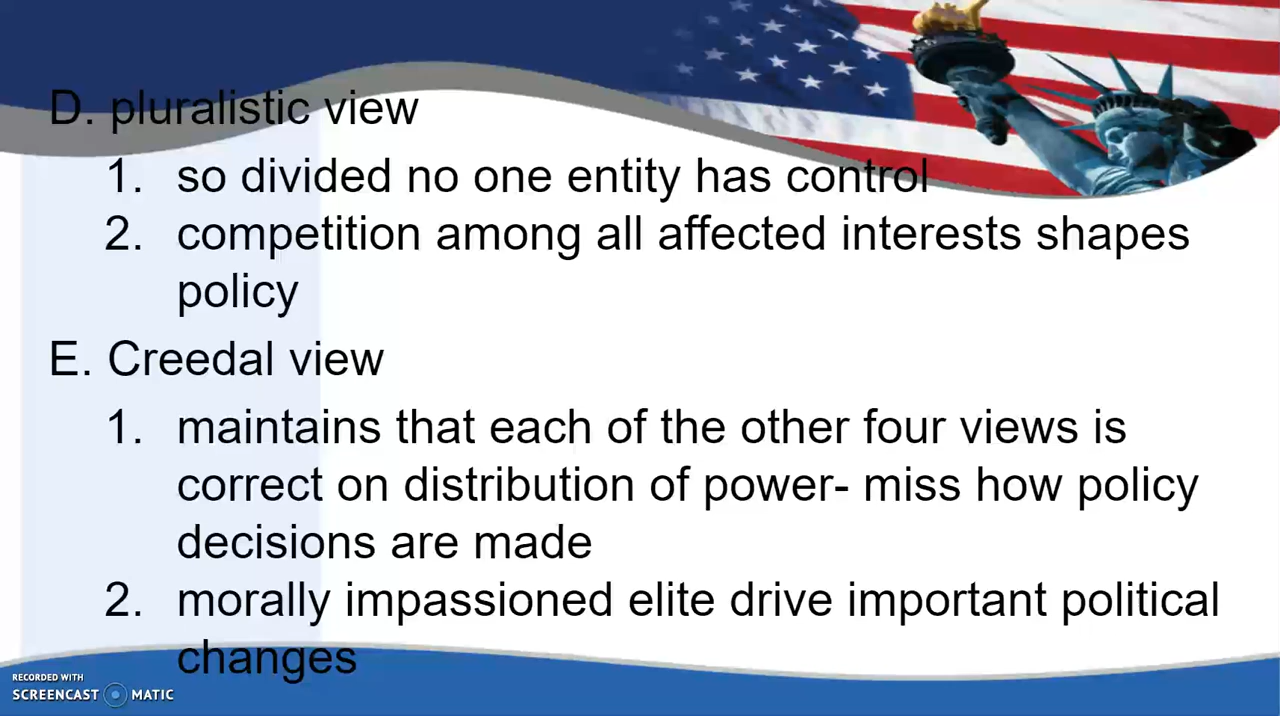 D. pluralistic view
1. so divided no one entity has control
2. competition among all affected interests shapes
policy
E. Creedal view
1. maintains that each of the other four views is
correct on distribution of power- miss how policy
decisions are made
2. morally impassioned elite drive important political
changes
RECORDED WITH
SCREENCAST MATIC